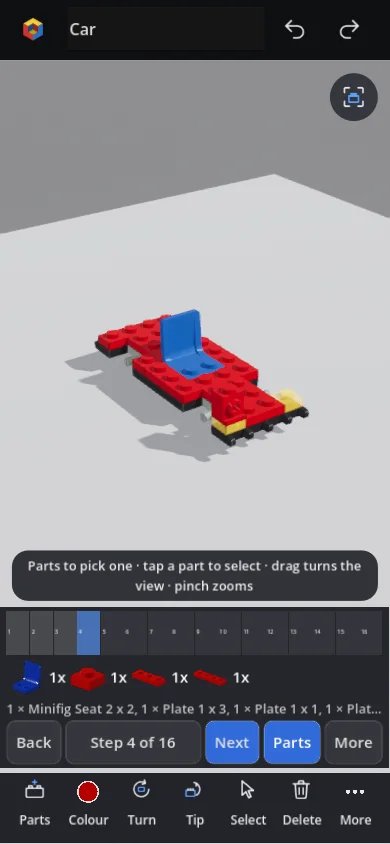 Car
Parts to pick one · tap a part to select · drag turns the
view · pinch zooms
1 2 3 4 5 6 7 8 9 10 11 12 13 14 15 16
1x 1x 1x 1x
1 × Minifig Seat 2 x 2, 1 × Plate 1 x 3, 1 × Plate 1 x 1, 1 × Plat...
Back Step 4 of 16 Next Parts More
Parts Colour Turn Tip Select Delete More